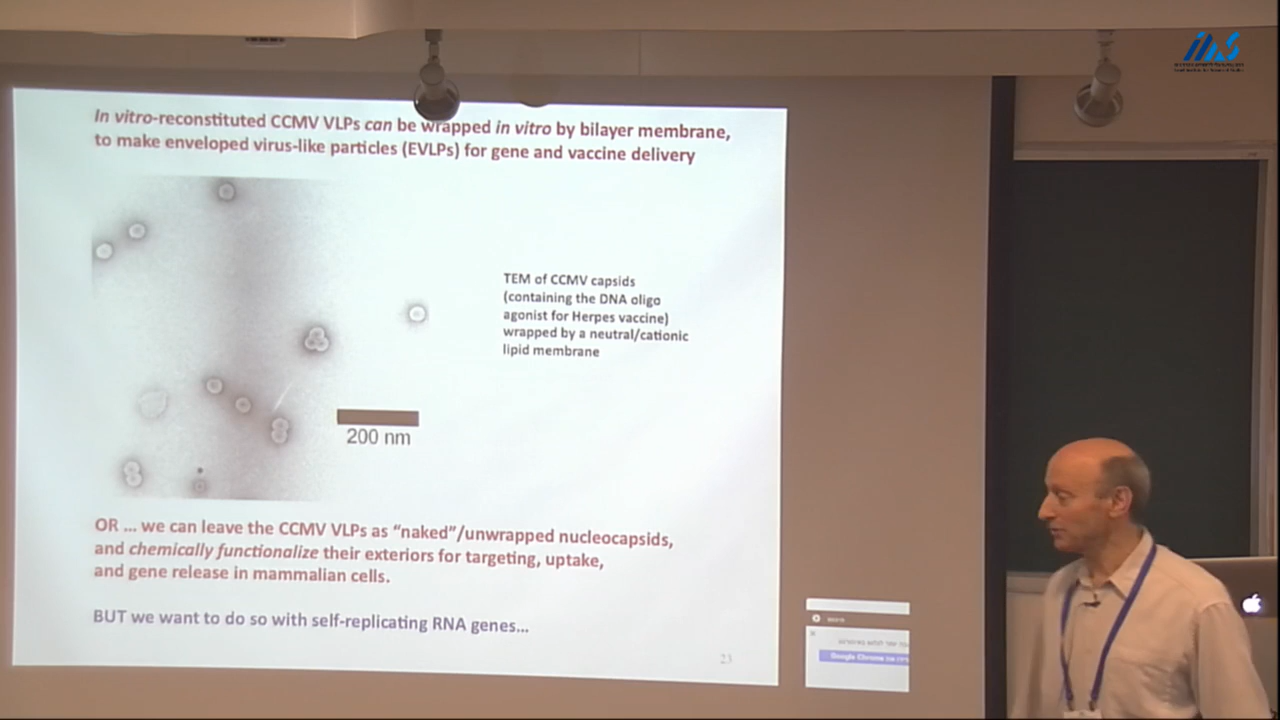 In vitro-reconstituted CCMV VLPs can be wrapped in vitro by bilayer membrane,
to make enveloped virus-like particles (EVLPs) for gene and vaccine delivery
TEM of CCMV capsids
(containing the DNA oligo
agonist for Herpes vaccine)
wrapped by a neutral/cationic
lipid membrane
200 nm
OR ... we can leave the CCMV VLPs as “naked”/unwrapped nucleocapsids,
and chemically functionalize their exteriors for targeting, uptake,
and gene release in mammalian cells.
BUT we want to do so with self-replicating RNA genes...
23
Google Chrome